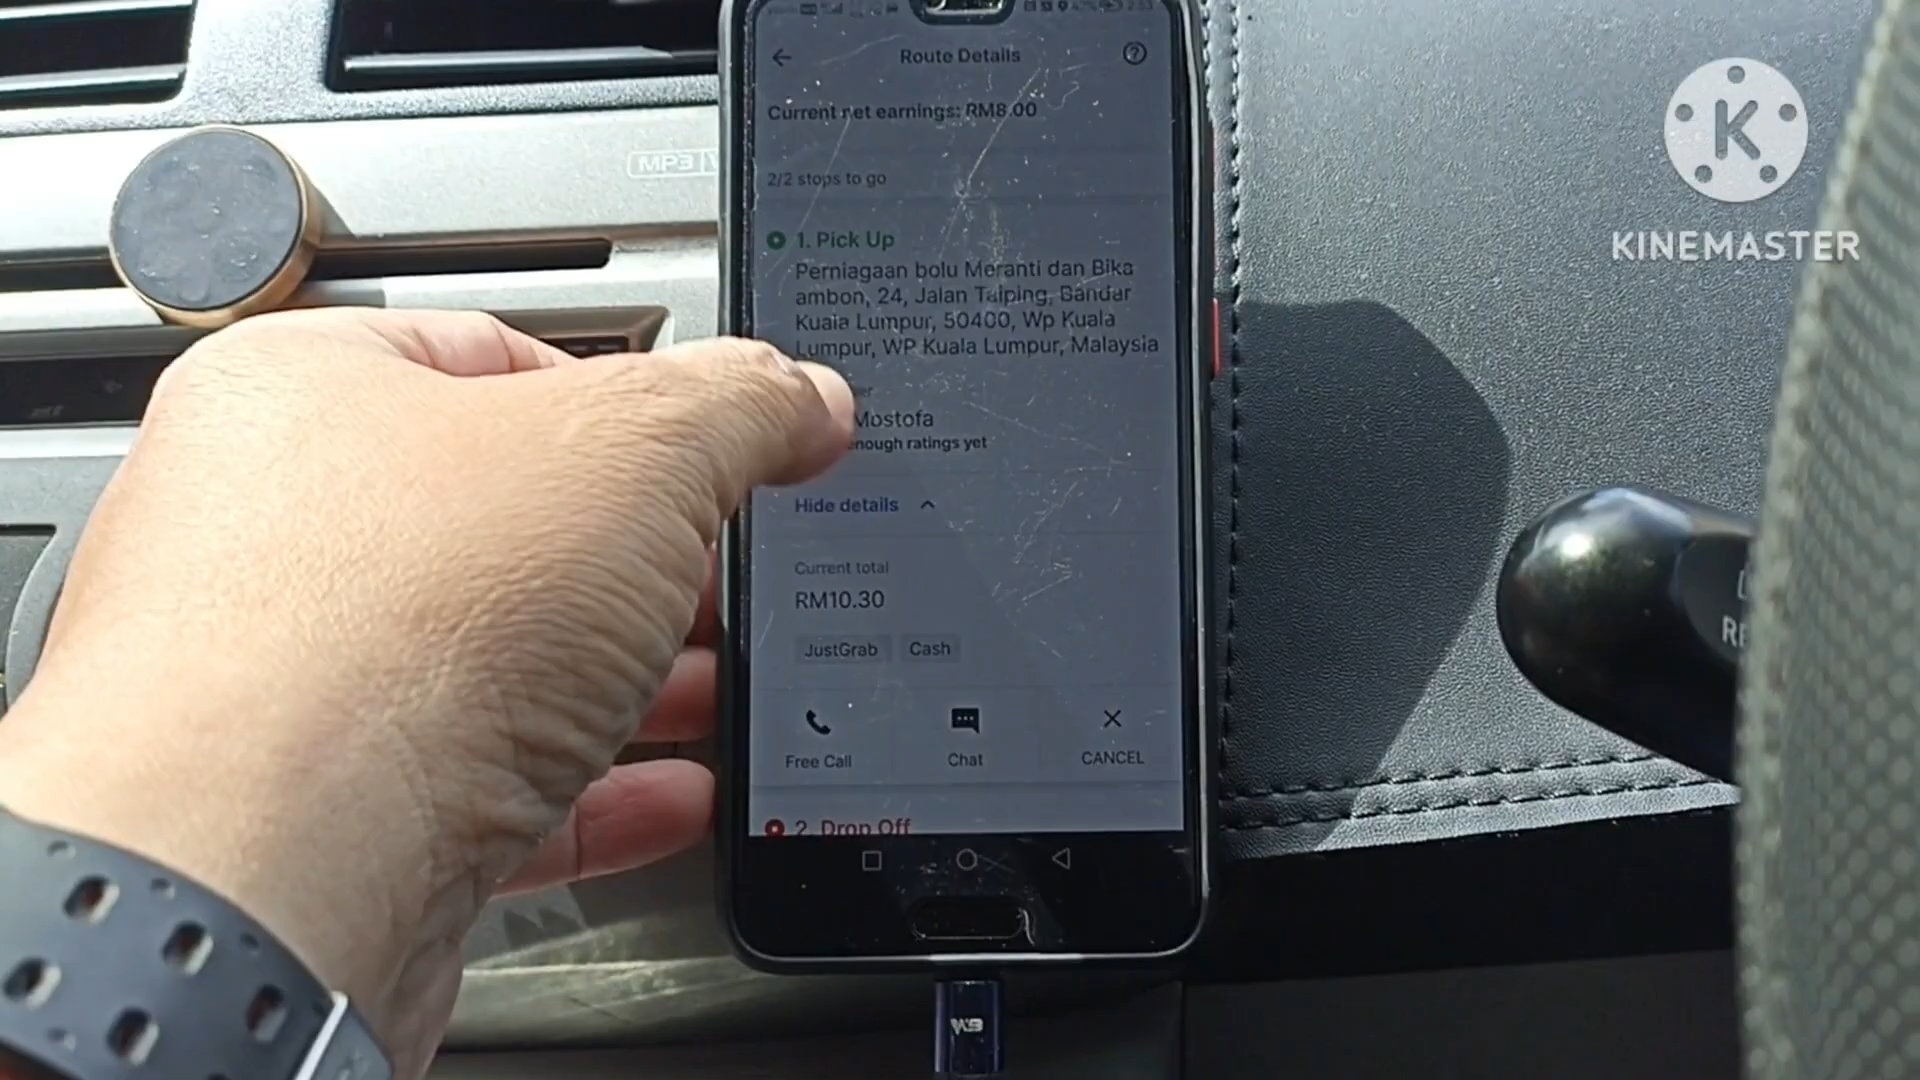 Route Details
Current net earnings: RM8.00
2/2 stops to go
1. Pick Up
Perniagaan bolu Meranti dan Bika
ambon, 24, Jalan Taiping, Bandar
Kuala Lumpur, 50400, Wp Kuala
Lumpur, WP Kuala Lumpur, Malaysia
Mostofa
enough ratings yet
Hide details
Current total
RM10.30
JustGrab Cash
Free Call Chat CANCEL
2. Drop Off
MP3
K
KINEMASTER